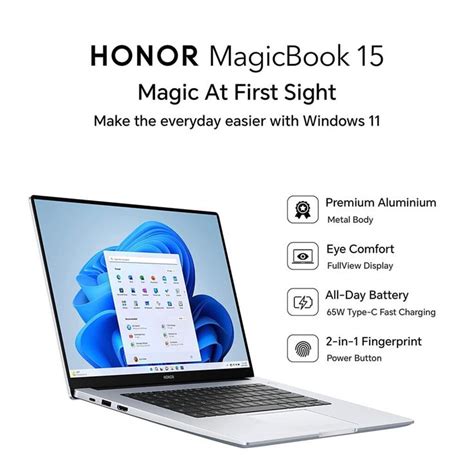 HONOR MagicBook 15
Magic At First Sight
Make the everyday easier with Windows 11
Premium Aluminium
Metal Body
Eye Comfort
FullView Display
All-Day Battery
65W Type-C Fast Charging
2-in-1 Fingerprint
Power Button
HONOR